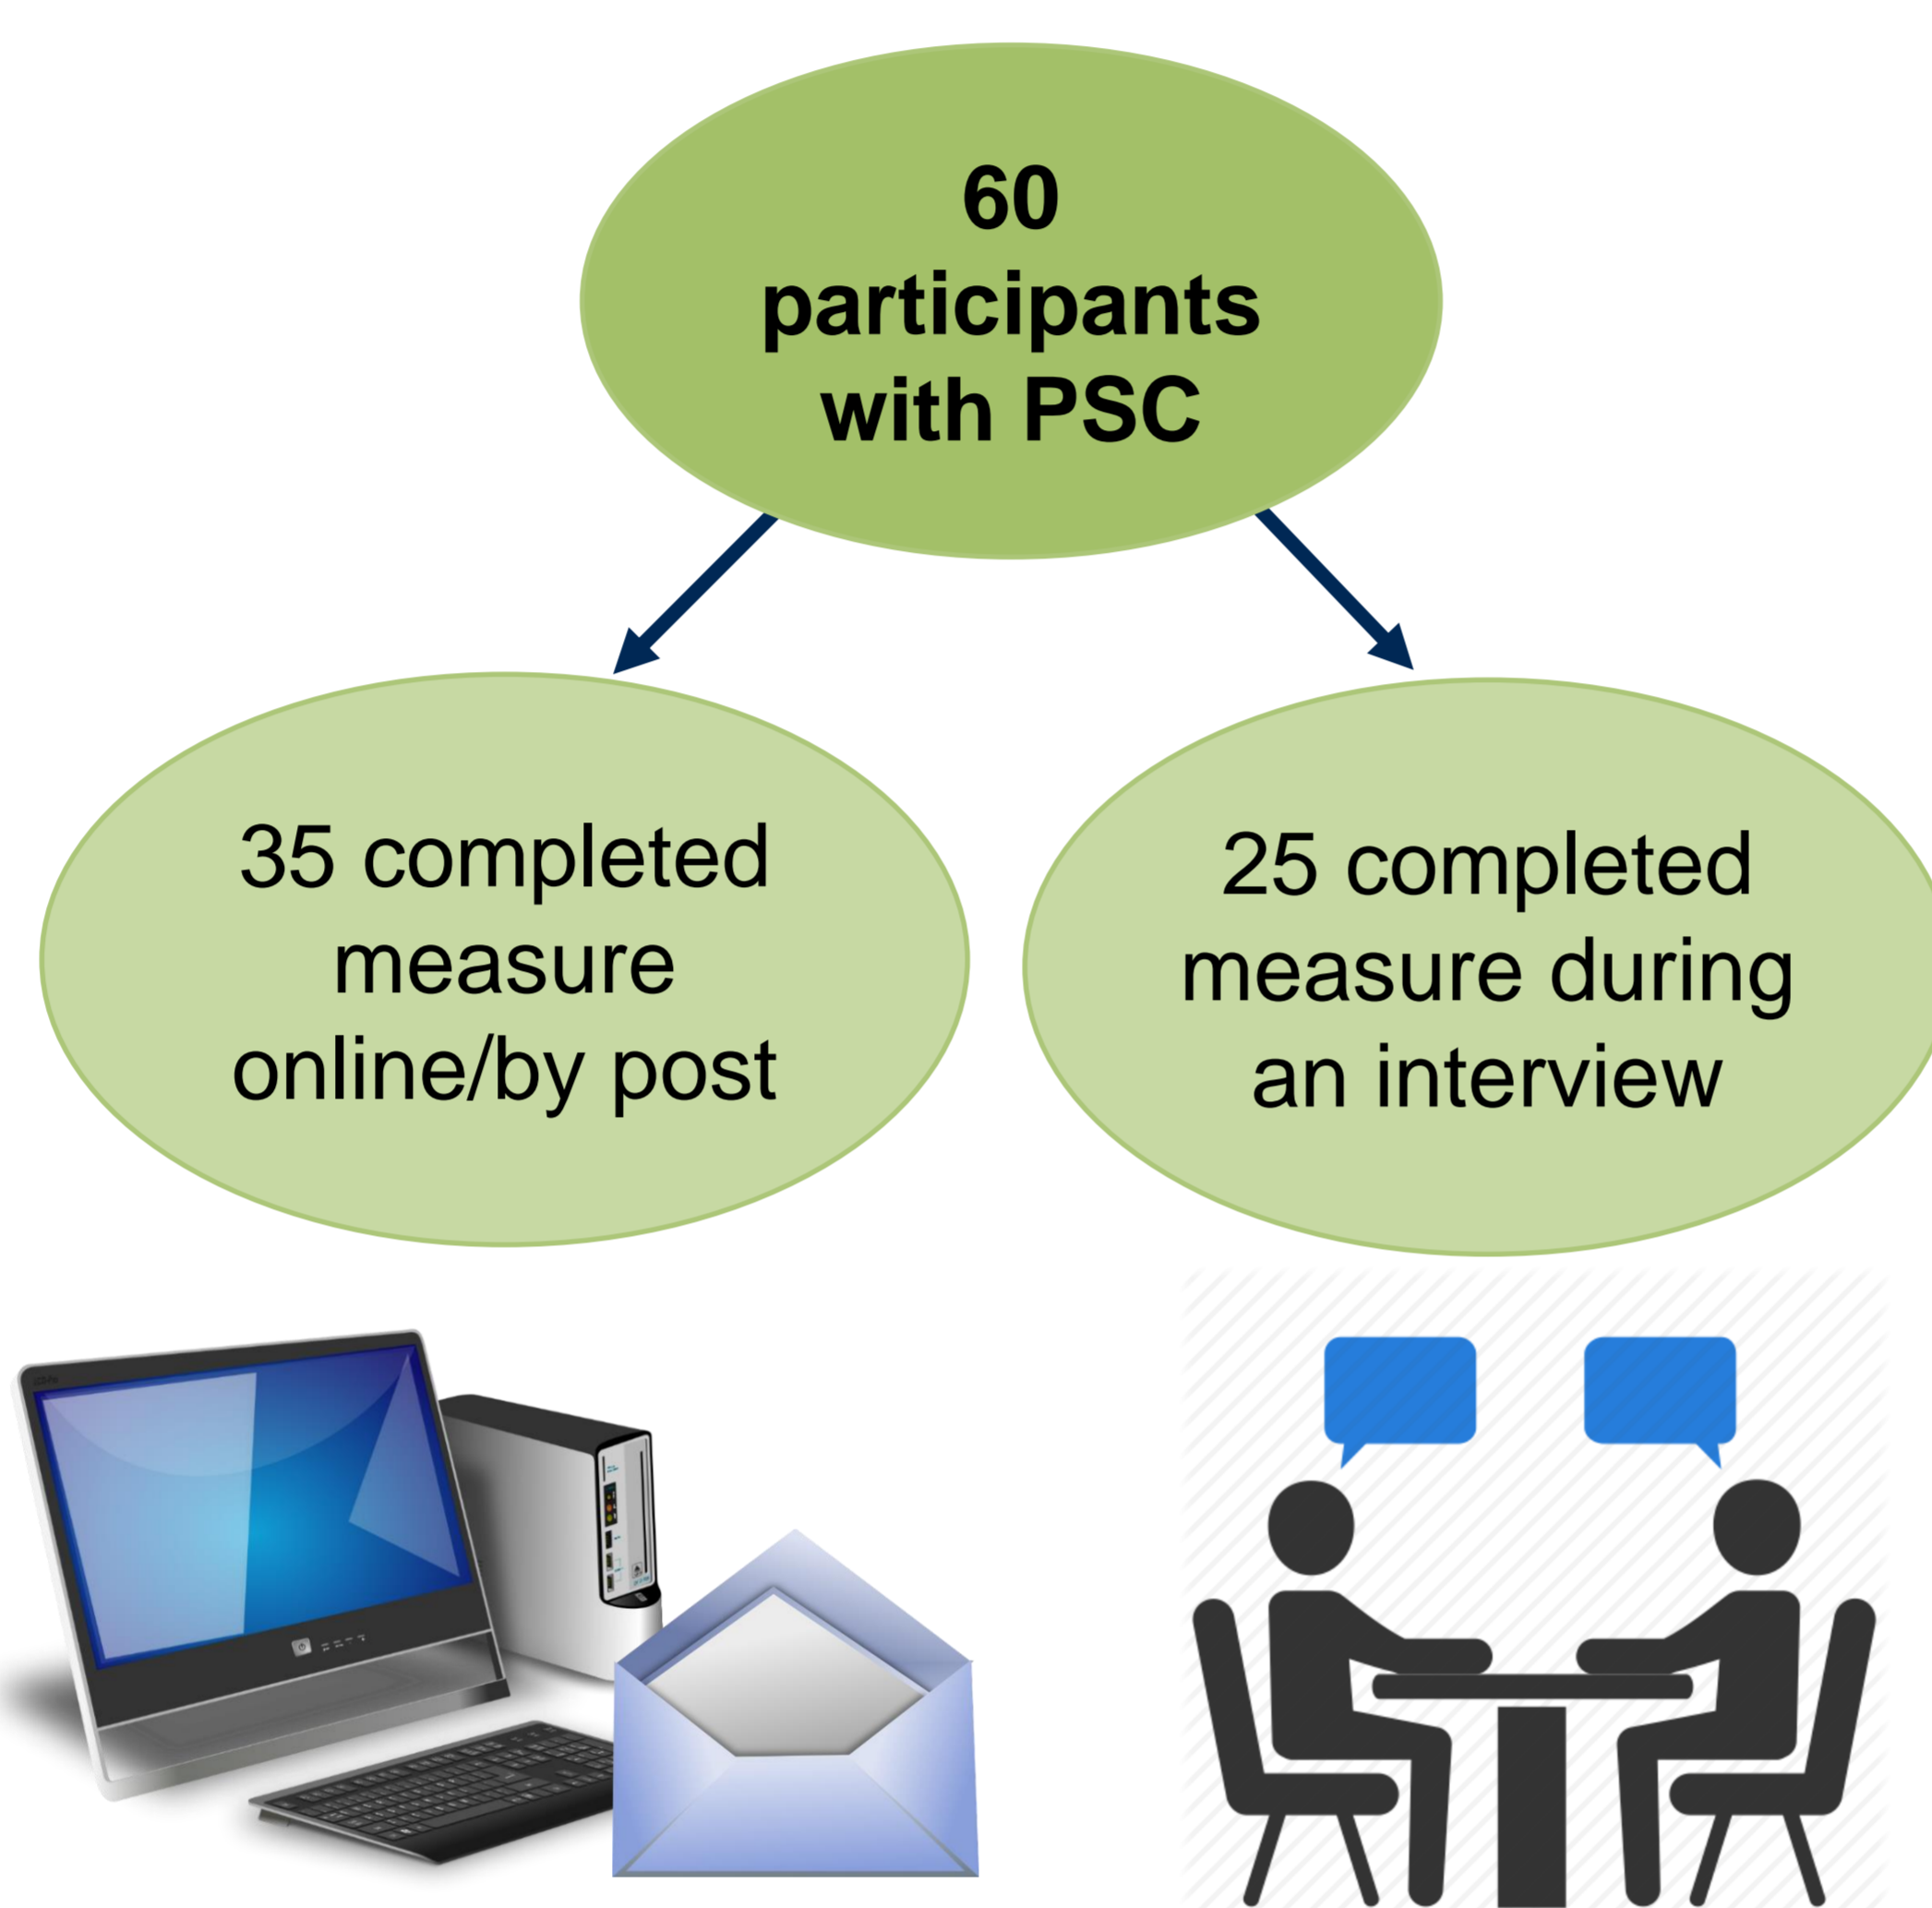 60
participants
with PSC
35 completed
measure
online/by post
25 completed
measure during
an interview